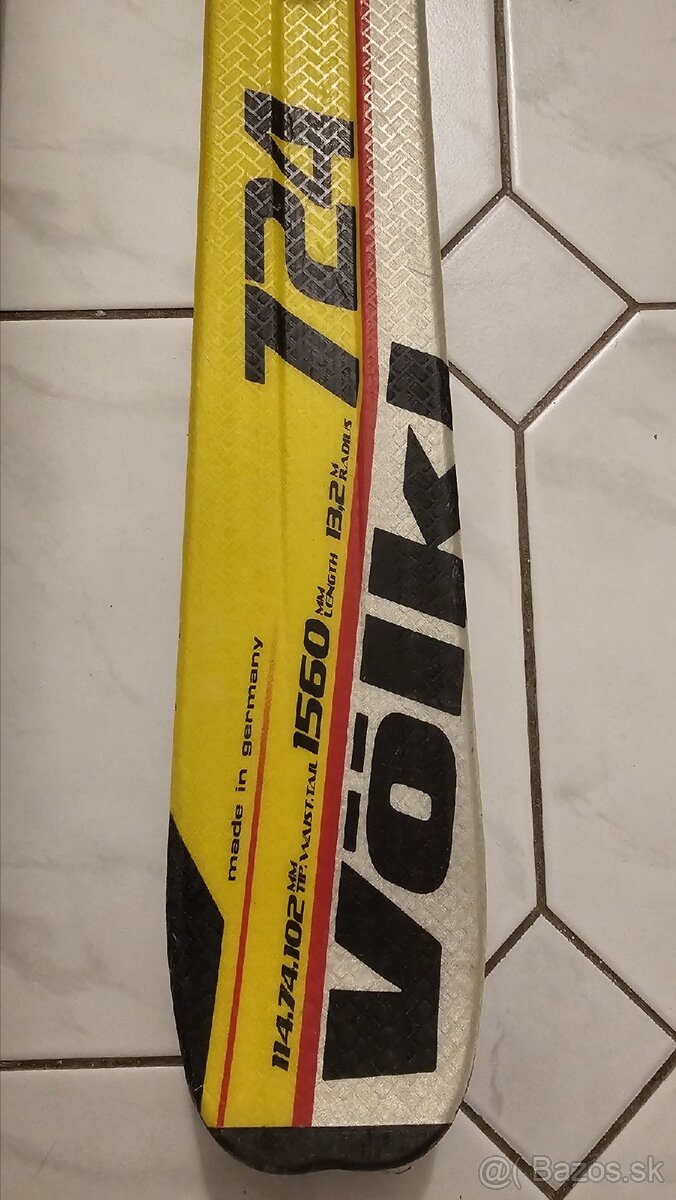 724
Völkl
114.74.102 MM TIP.WAIST.TAIL 1560 MM LENGTH 13,2 M RADIUS
made in germany
@( Bazos.sk